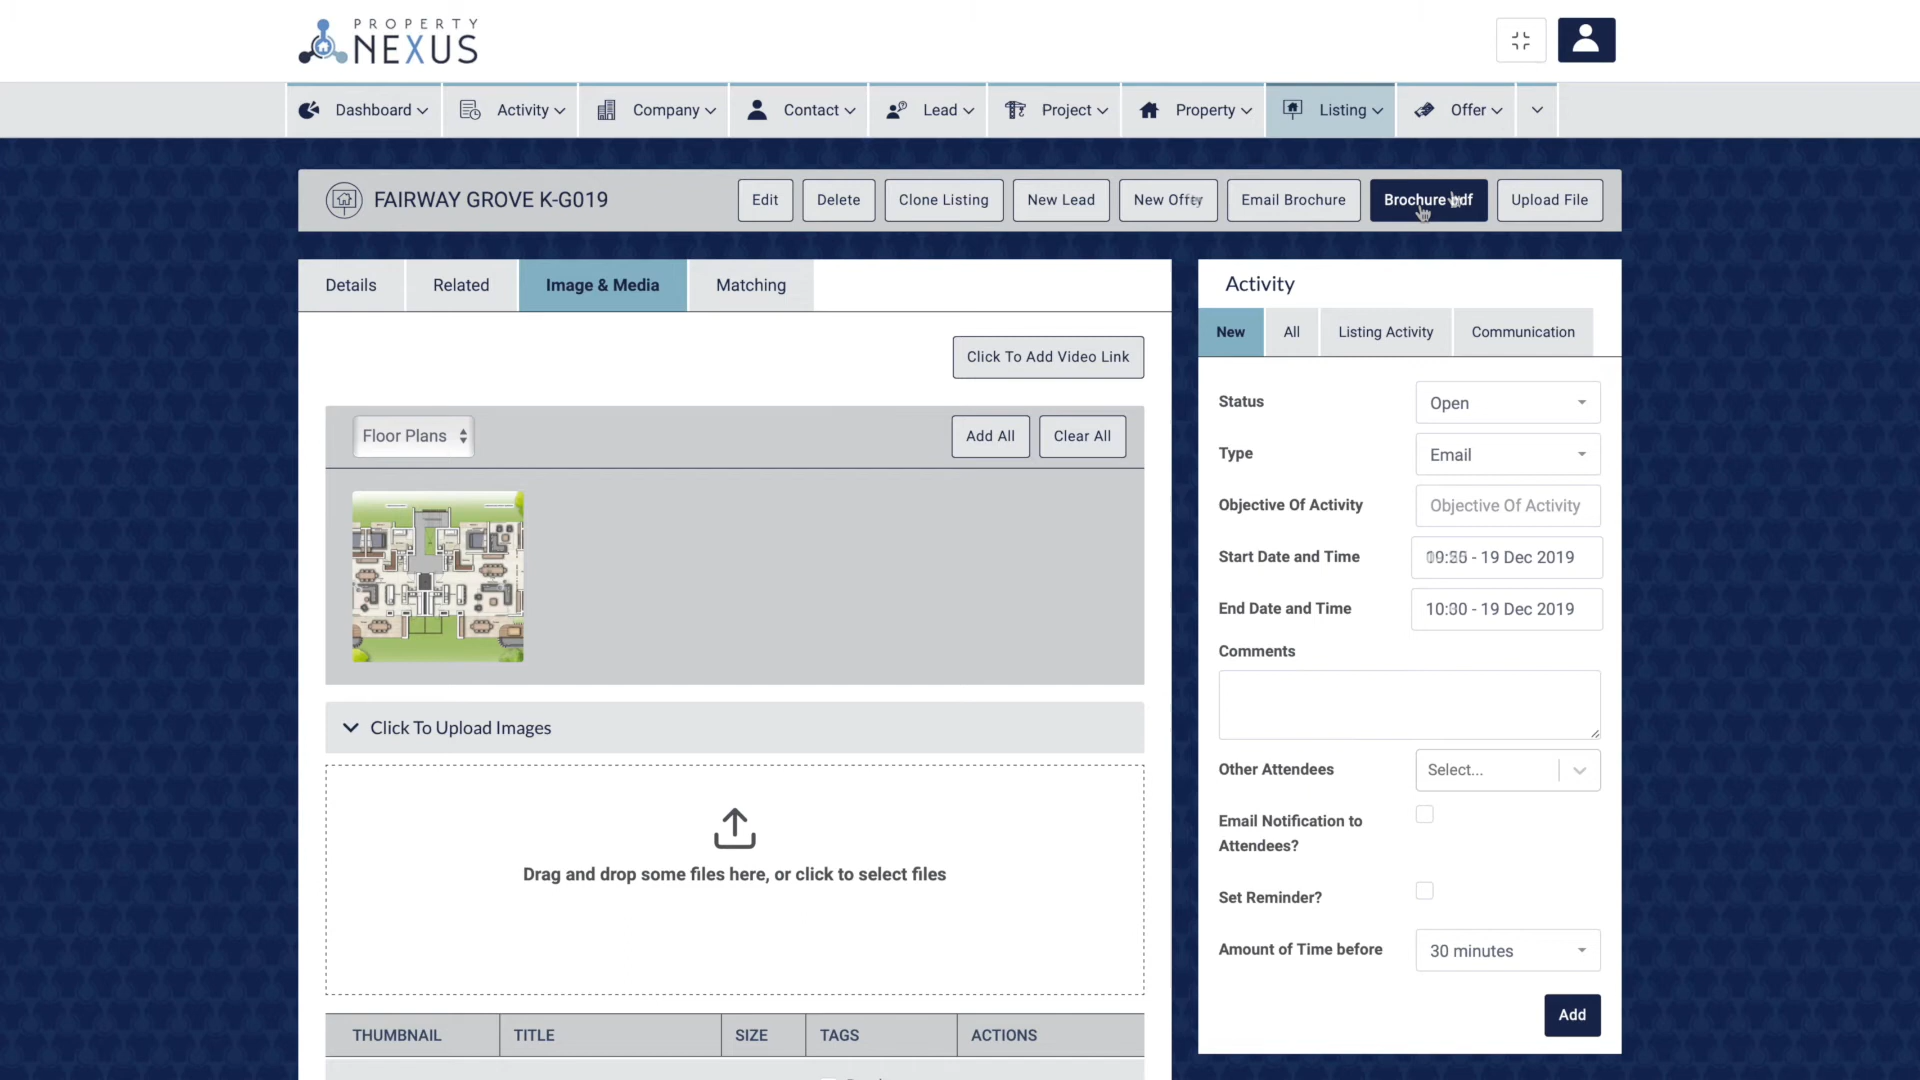 PROPERTY
NEXUS
Dashboard
Activity
Company
Contact
Lead
Project
Property
Listing
Offer
FAIRWAY GROVE K-G019
Edit
Delete
Clone Listing
New Lead
New Offer
Email Brochure
Brochure pdf
Upload File
Details
Related
Image & Media
Matching
Click To Add Video Link
Floor Plans
Add All
Clear All
Click To Upload Images
Drag and drop some files here, or click to select files
THUMBNAIL
TITLE
SIZE
TAGS
ACTIONS
Activity
New
All
Listing Activity
Communication
Status
Open
Type
Email
Objective Of Activity
Objective Of Activity
Start Date and Time
- 19 Dec 2019
End Date and Time
- 19 Dec 2019
Comments
Other Attendees
Select...
Email Notification to
Attendees?
Set Reminder?
Amount of Time before
30 minutes
Add